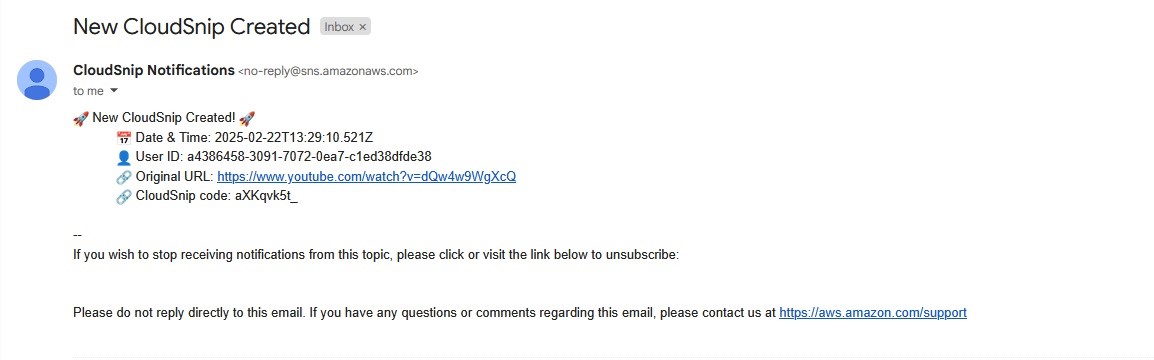 New CloudSnip Created Inbox ×
CloudSnip Notifications <no-reply@sns.amazonaws.com>
to me
🚀 New CloudSnip Created! 🚀
📅 Date & Time: 2025-02-22T13:29:10.521Z
👤 User ID: a4386458-3091-7072-0ea7-c1ed38dfde38
🔗 Original URL: https://www.youtube.com/watch?v=dQw4w9WgXcQ
🔗 CloudSnip code: aXKqvk5t_
--
If you wish to stop receiving notifications from this topic, please click or visit the link below to unsubscribe:
Please do not reply directly to this email. If you have any questions or comments regarding this email, please contact us at https://aws.amazon.com/support